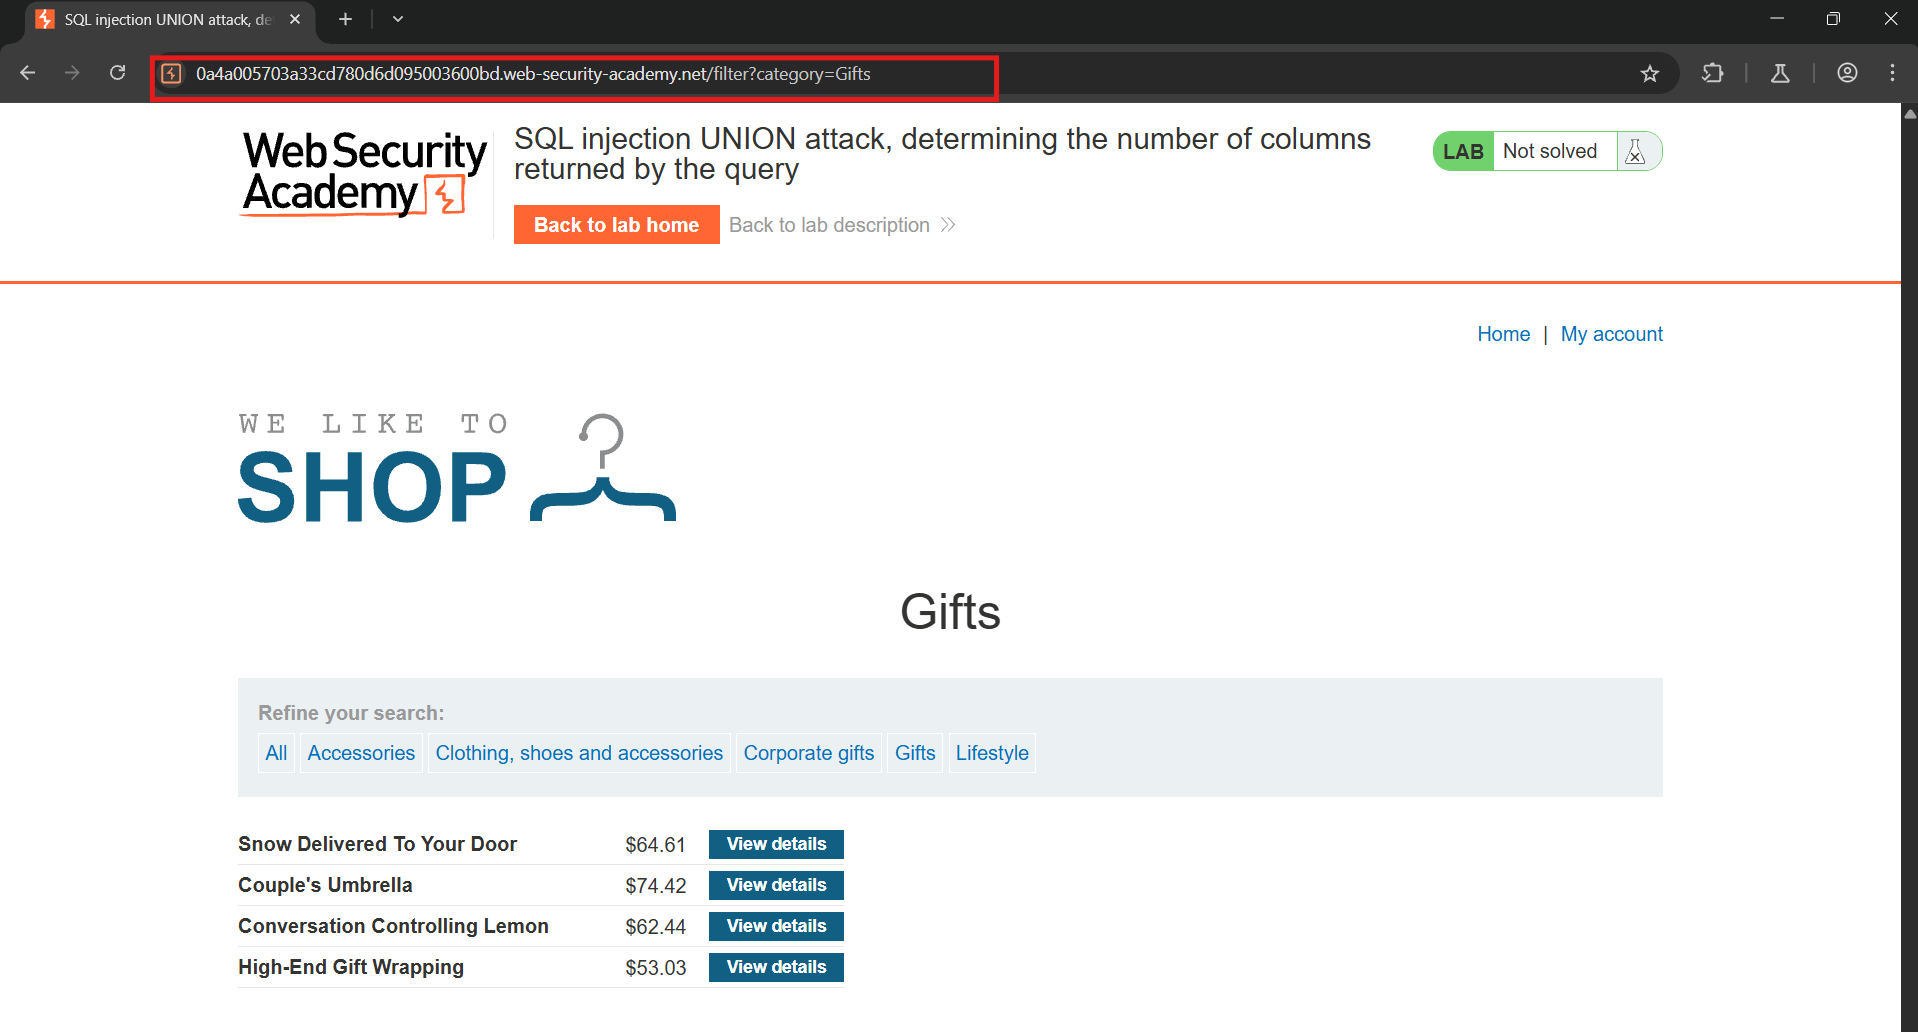 SQL injection UNION attack, de
0a4a005703a33cd780d6d095003600bd.web-security-academy.net/filter?category=Gifts
Web Security
Academy
SQL injection UNION attack, determining the number of columns
returned by the query
LAB Not solved
Back to lab home Back to lab description
Home | My account
WE LIKE TO
SHOP
Gifts
Refine your search:
All Accessories Clothing, shoes and accessories Corporate gifts Gifts Lifestyle
Snow Delivered To Your Door $64.61 View details
Couple's Umbrella $74.42 View details
Conversation Controlling Lemon $62.44 View details
High-End Gift Wrapping $53.03 View details